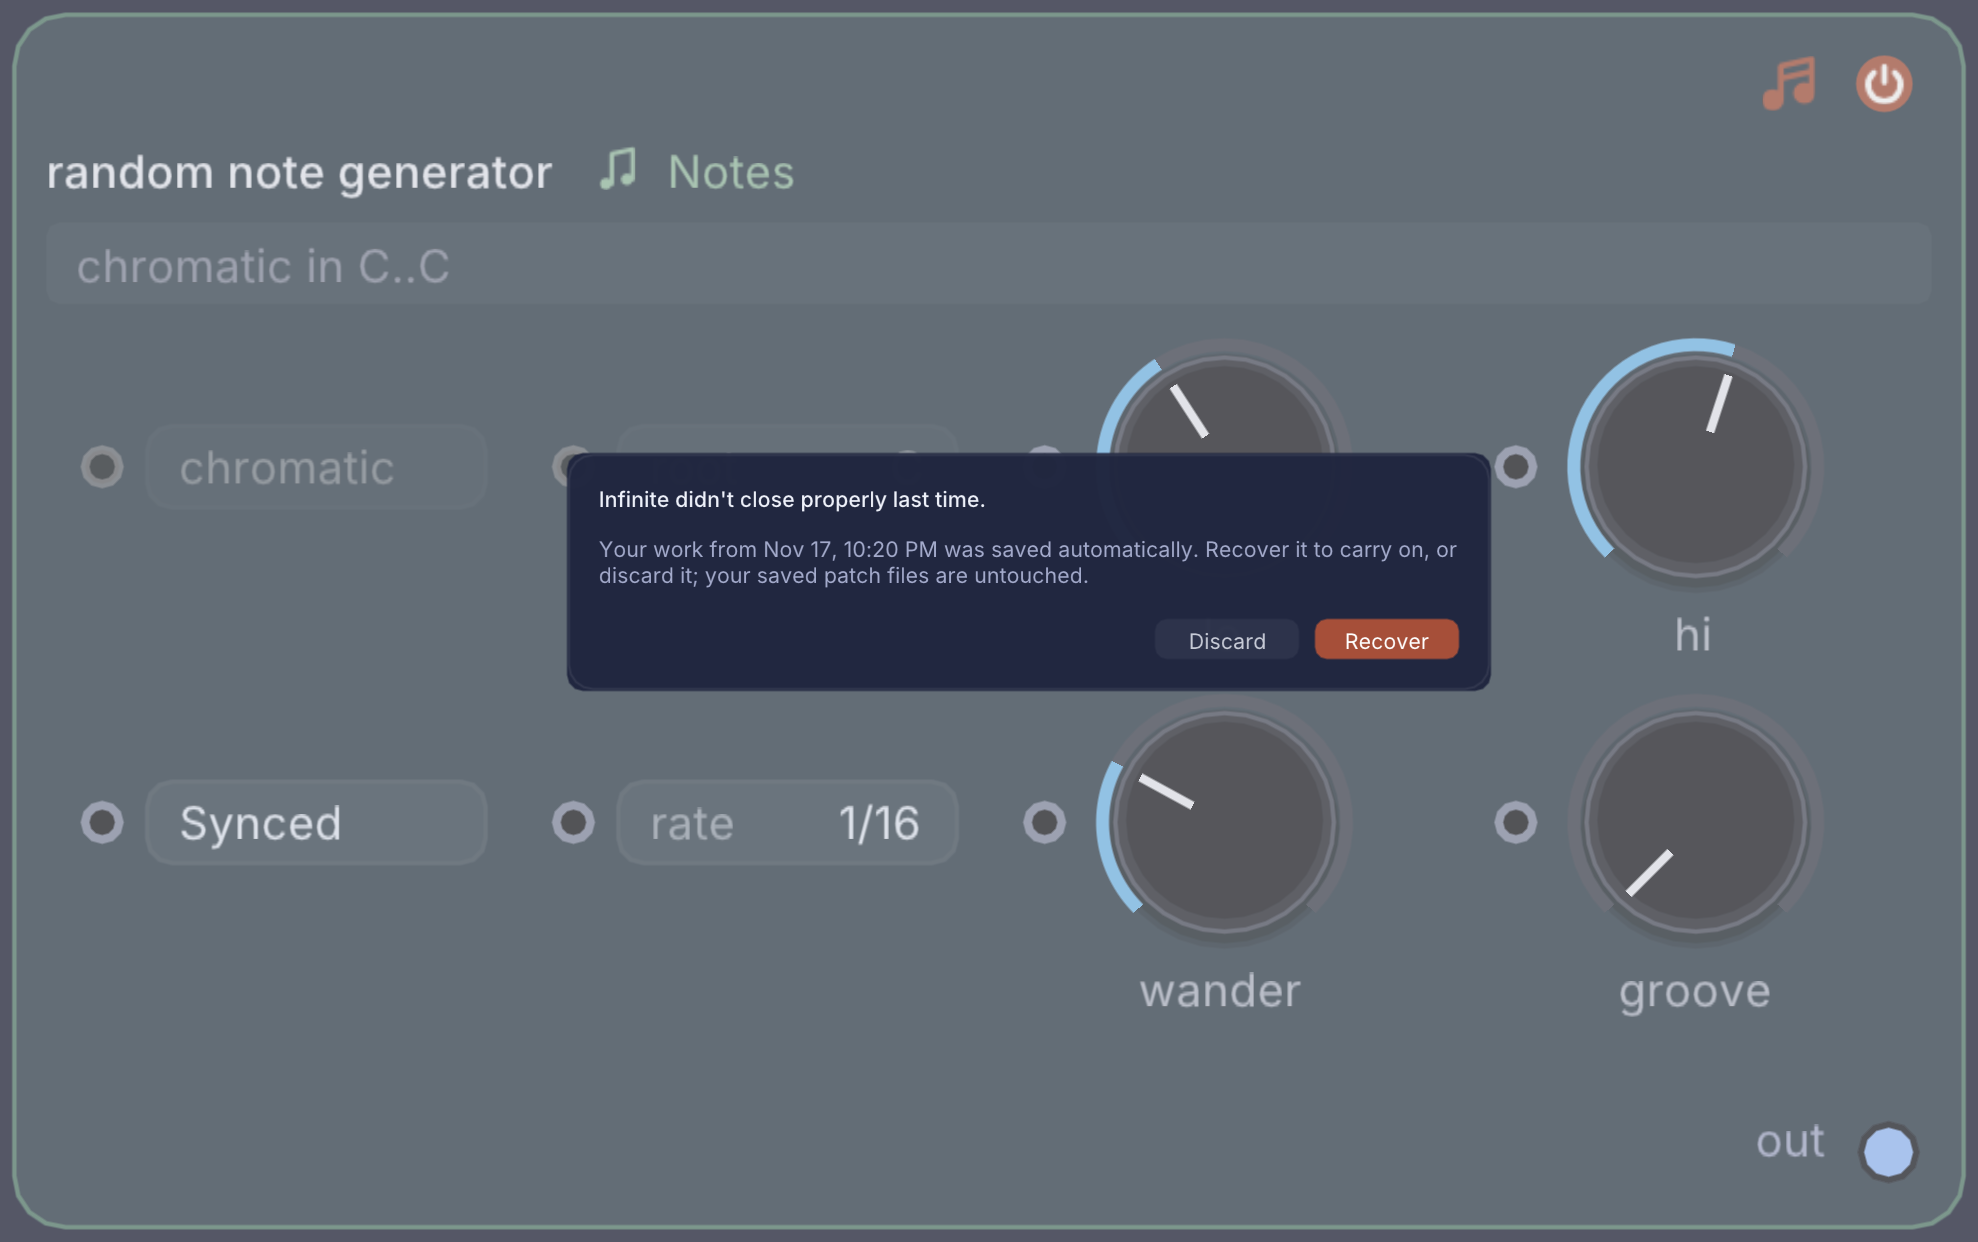 random note generator Notes
chromatic in C..C
chromatic
Infinite didn't close properly last time.
Your work from Nov 17, 10:20 PM was saved automatically. Recover it to carry on, or
discard it; your saved patch files are untouched.
Discard Recover
hi
Synced rate 1/16
wander groove
out